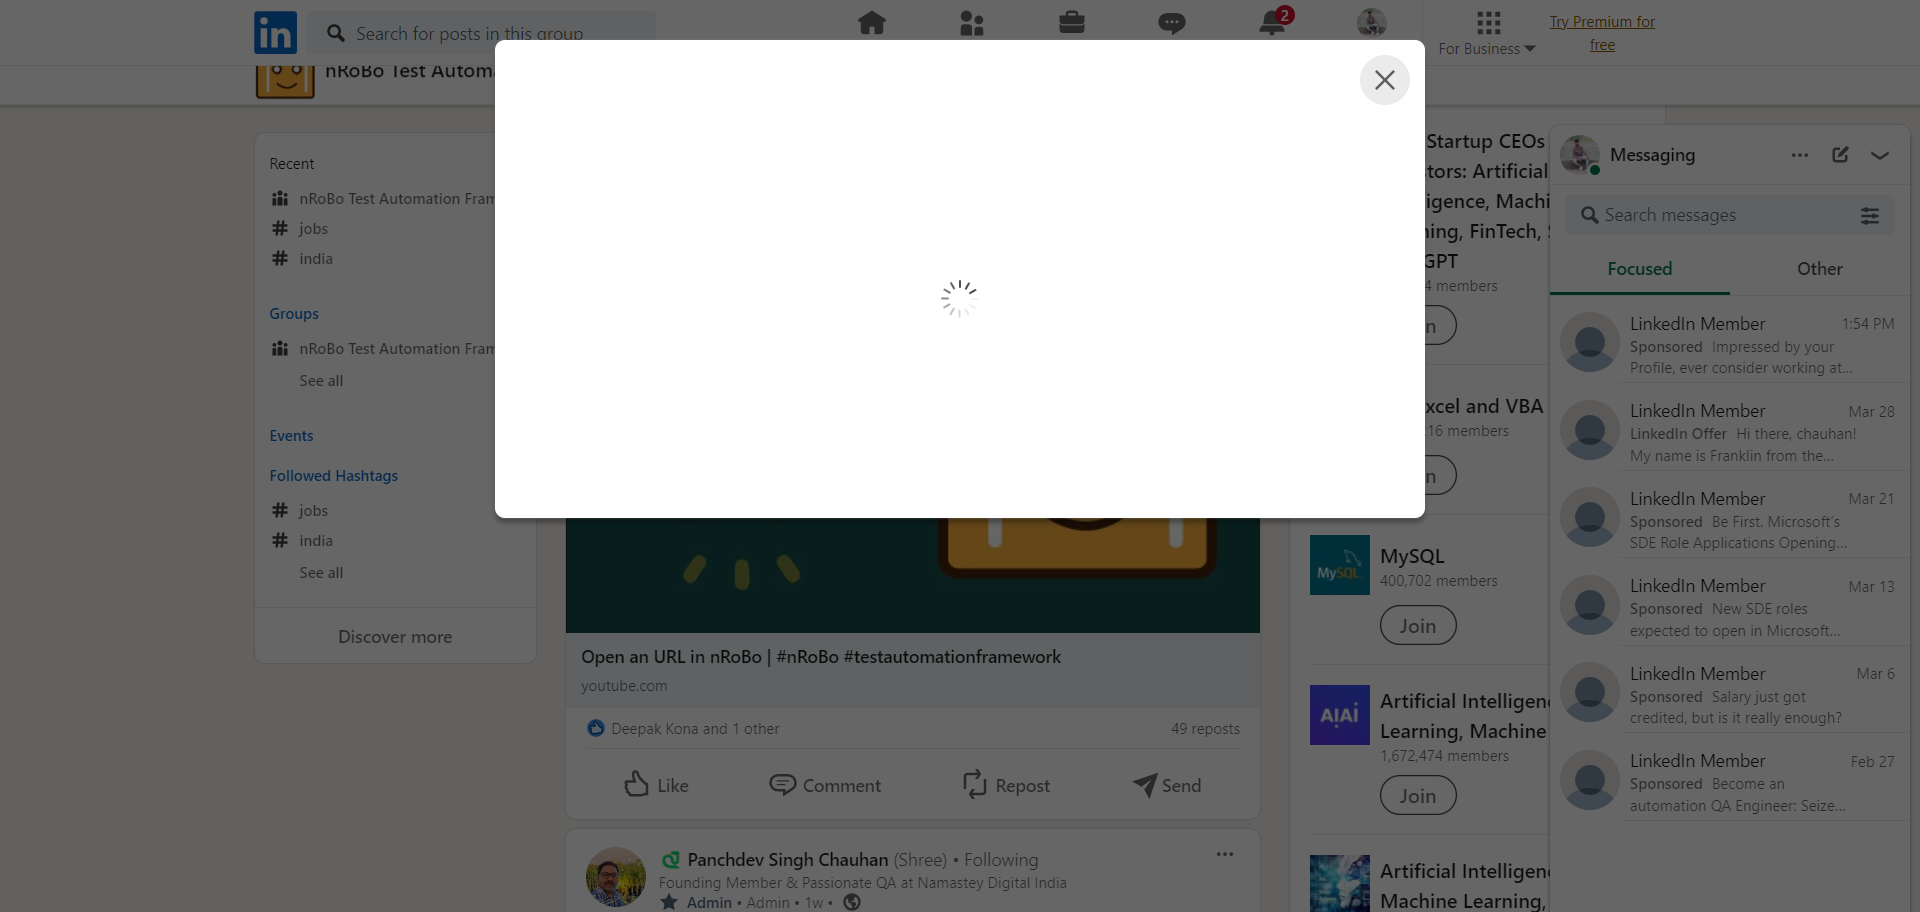 in
Search for posts in this group
2
For Business
Try Premium for
free
nRoBo Test Automa
Recent
nRoBo Test Automation Fram
# jobs
# india
Groups
nRoBo Test Automation Fram
See all
Events
Followed Hashtags
# jobs
# india
See all
Discover more
Open an URL in nRoBo | #nRoBo #testautomationframework
youtube.com
Deepak Kona and 1 other
49 reposts
Like
Comment
Repost
Send
Panchdev Singh Chauhan (Shree) • Following
Founding Member & Passionate QA at Namastey Digital India
Admin • Admin • 1w •
Startup CEOs
tors: Artificial
igence, Machi
ing, FinTech,
GPT
4 members
n
xcel and VBA
216 members
n
MySQL
MySQL
400,702 members
Join
AIAI
Artificial Intelligen
Learning, Machine
1,672,474 members
Join
Artificial Intelligen
Machine Learning,
Messaging
Search messages
Focused
Other
LinkedIn Member
1:54 PM
Sponsored Impressed by your
Profile, ever consider working at...
LinkedIn Member
Mar 28
LinkedIn Offer Hi there, chauhan!
My name is Franklin from the...
LinkedIn Member
Mar 21
Sponsored Be First. Microsoft's
SDE Role Applications Opening...
LinkedIn Member
Mar 13
Sponsored New SDE roles
expected to open in Microsoft...
LinkedIn Member
Mar 6
Sponsored Salary just got
credited, but is it really enough?
LinkedIn Member
Feb 27
Sponsored Become an
automation QA Engineer: Seize...